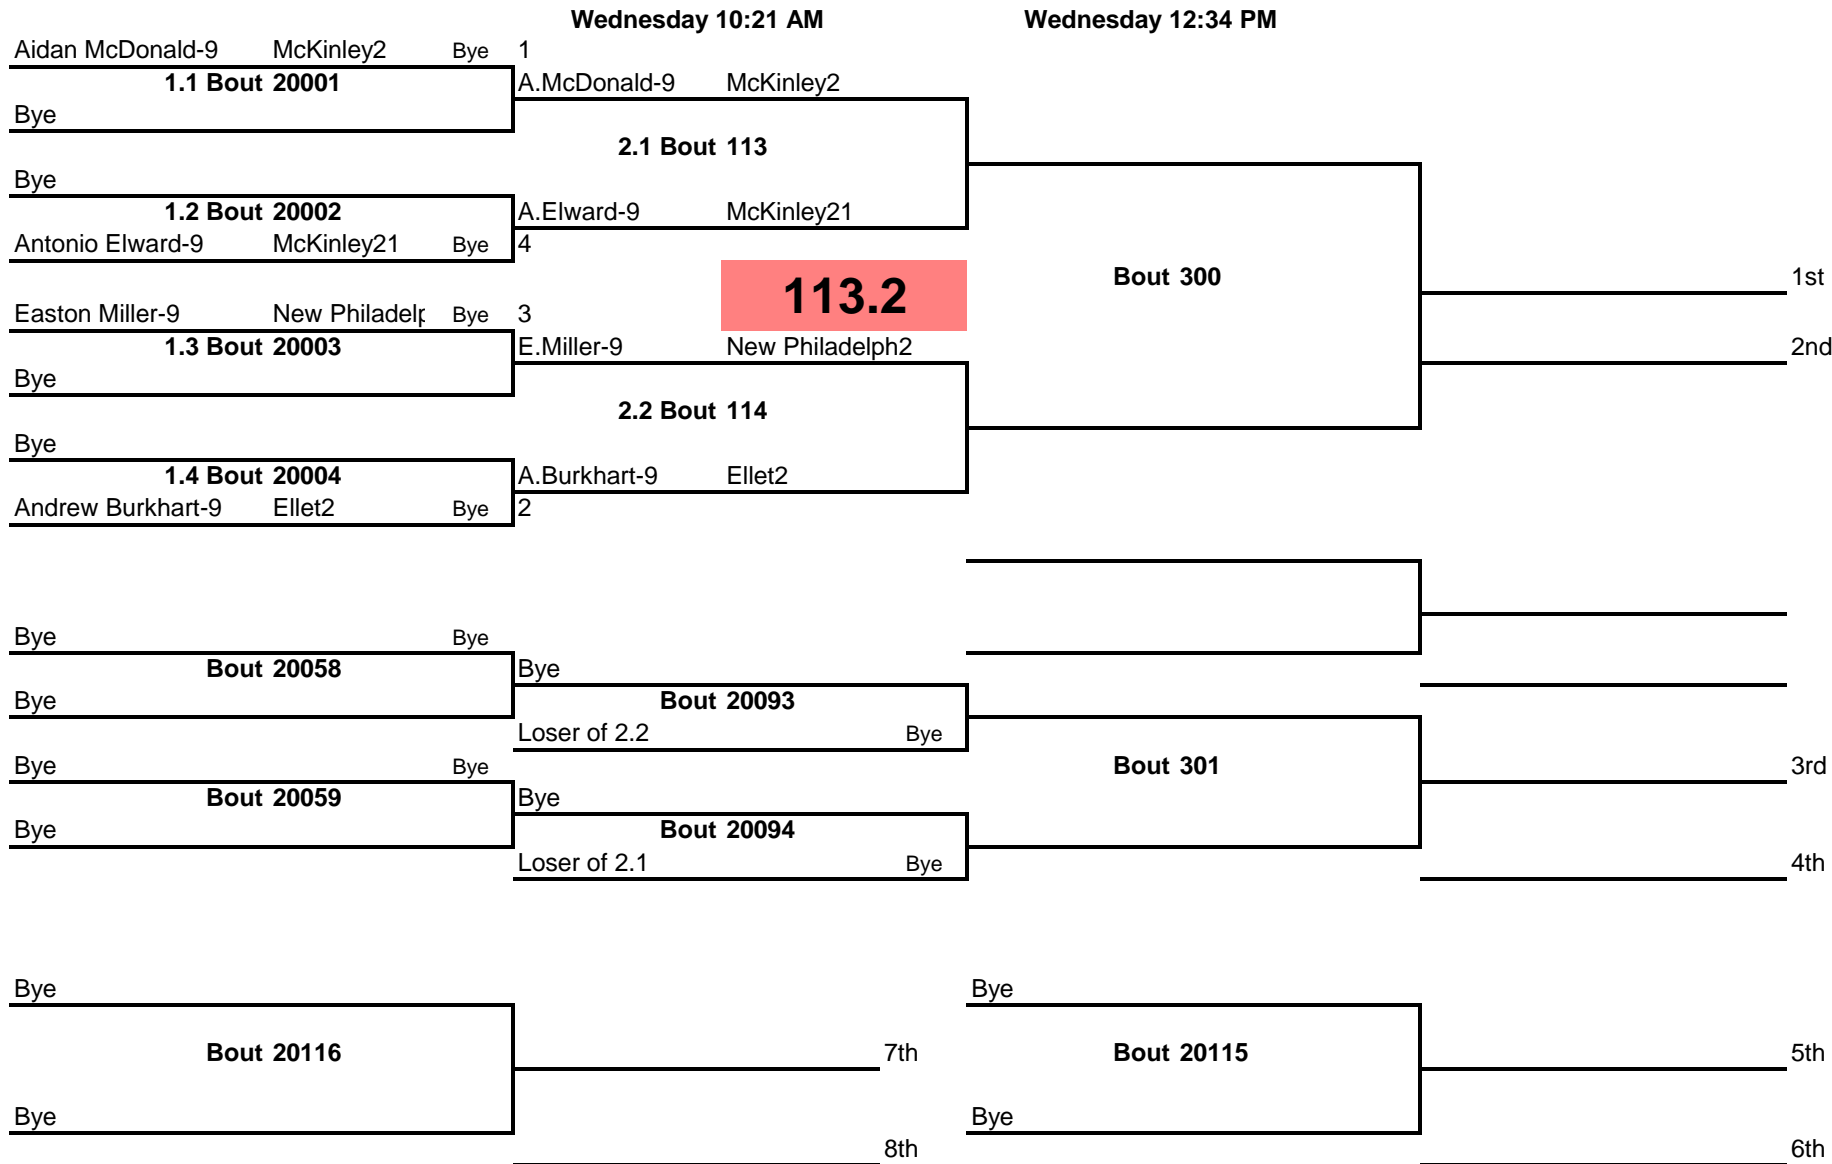 Wednesday 10:21 AM Wednesday 12:34 PM
Aidan McDonald-9 McKinley2 Bye 1
1.1 Bout 20001 A.McDonald-9 McKinley2
Bye
2.1 Bout 113
Bye
1.2 Bout 20002 A.Elward-9 McKinley21
Antonio Elward-9 McKinley21 Bye 4
113.2 Bout 300 1st
Easton Miller-9 New Philadelp Bye 3
1.3 Bout 20003 E.Miller-9 New Philadelph2 2nd
Bye
2.2 Bout 114
Bye
1.4 Bout 20004 A.Burkhart-9 Ellet2
Andrew Burkhart-9 Ellet2 Bye 2
Bye Bye
Bout 20058 Bye
Bye Bout 20093
Loser of 2.2 Bye
Bye Bye Bout 301 3rd
Bout 20059 Bye
Bye Bout 20094
Loser of 2.1 Bye 4th
Bye Bye
Bout 20116 7th Bout 20115 5th
Bye Bye
8th 6th